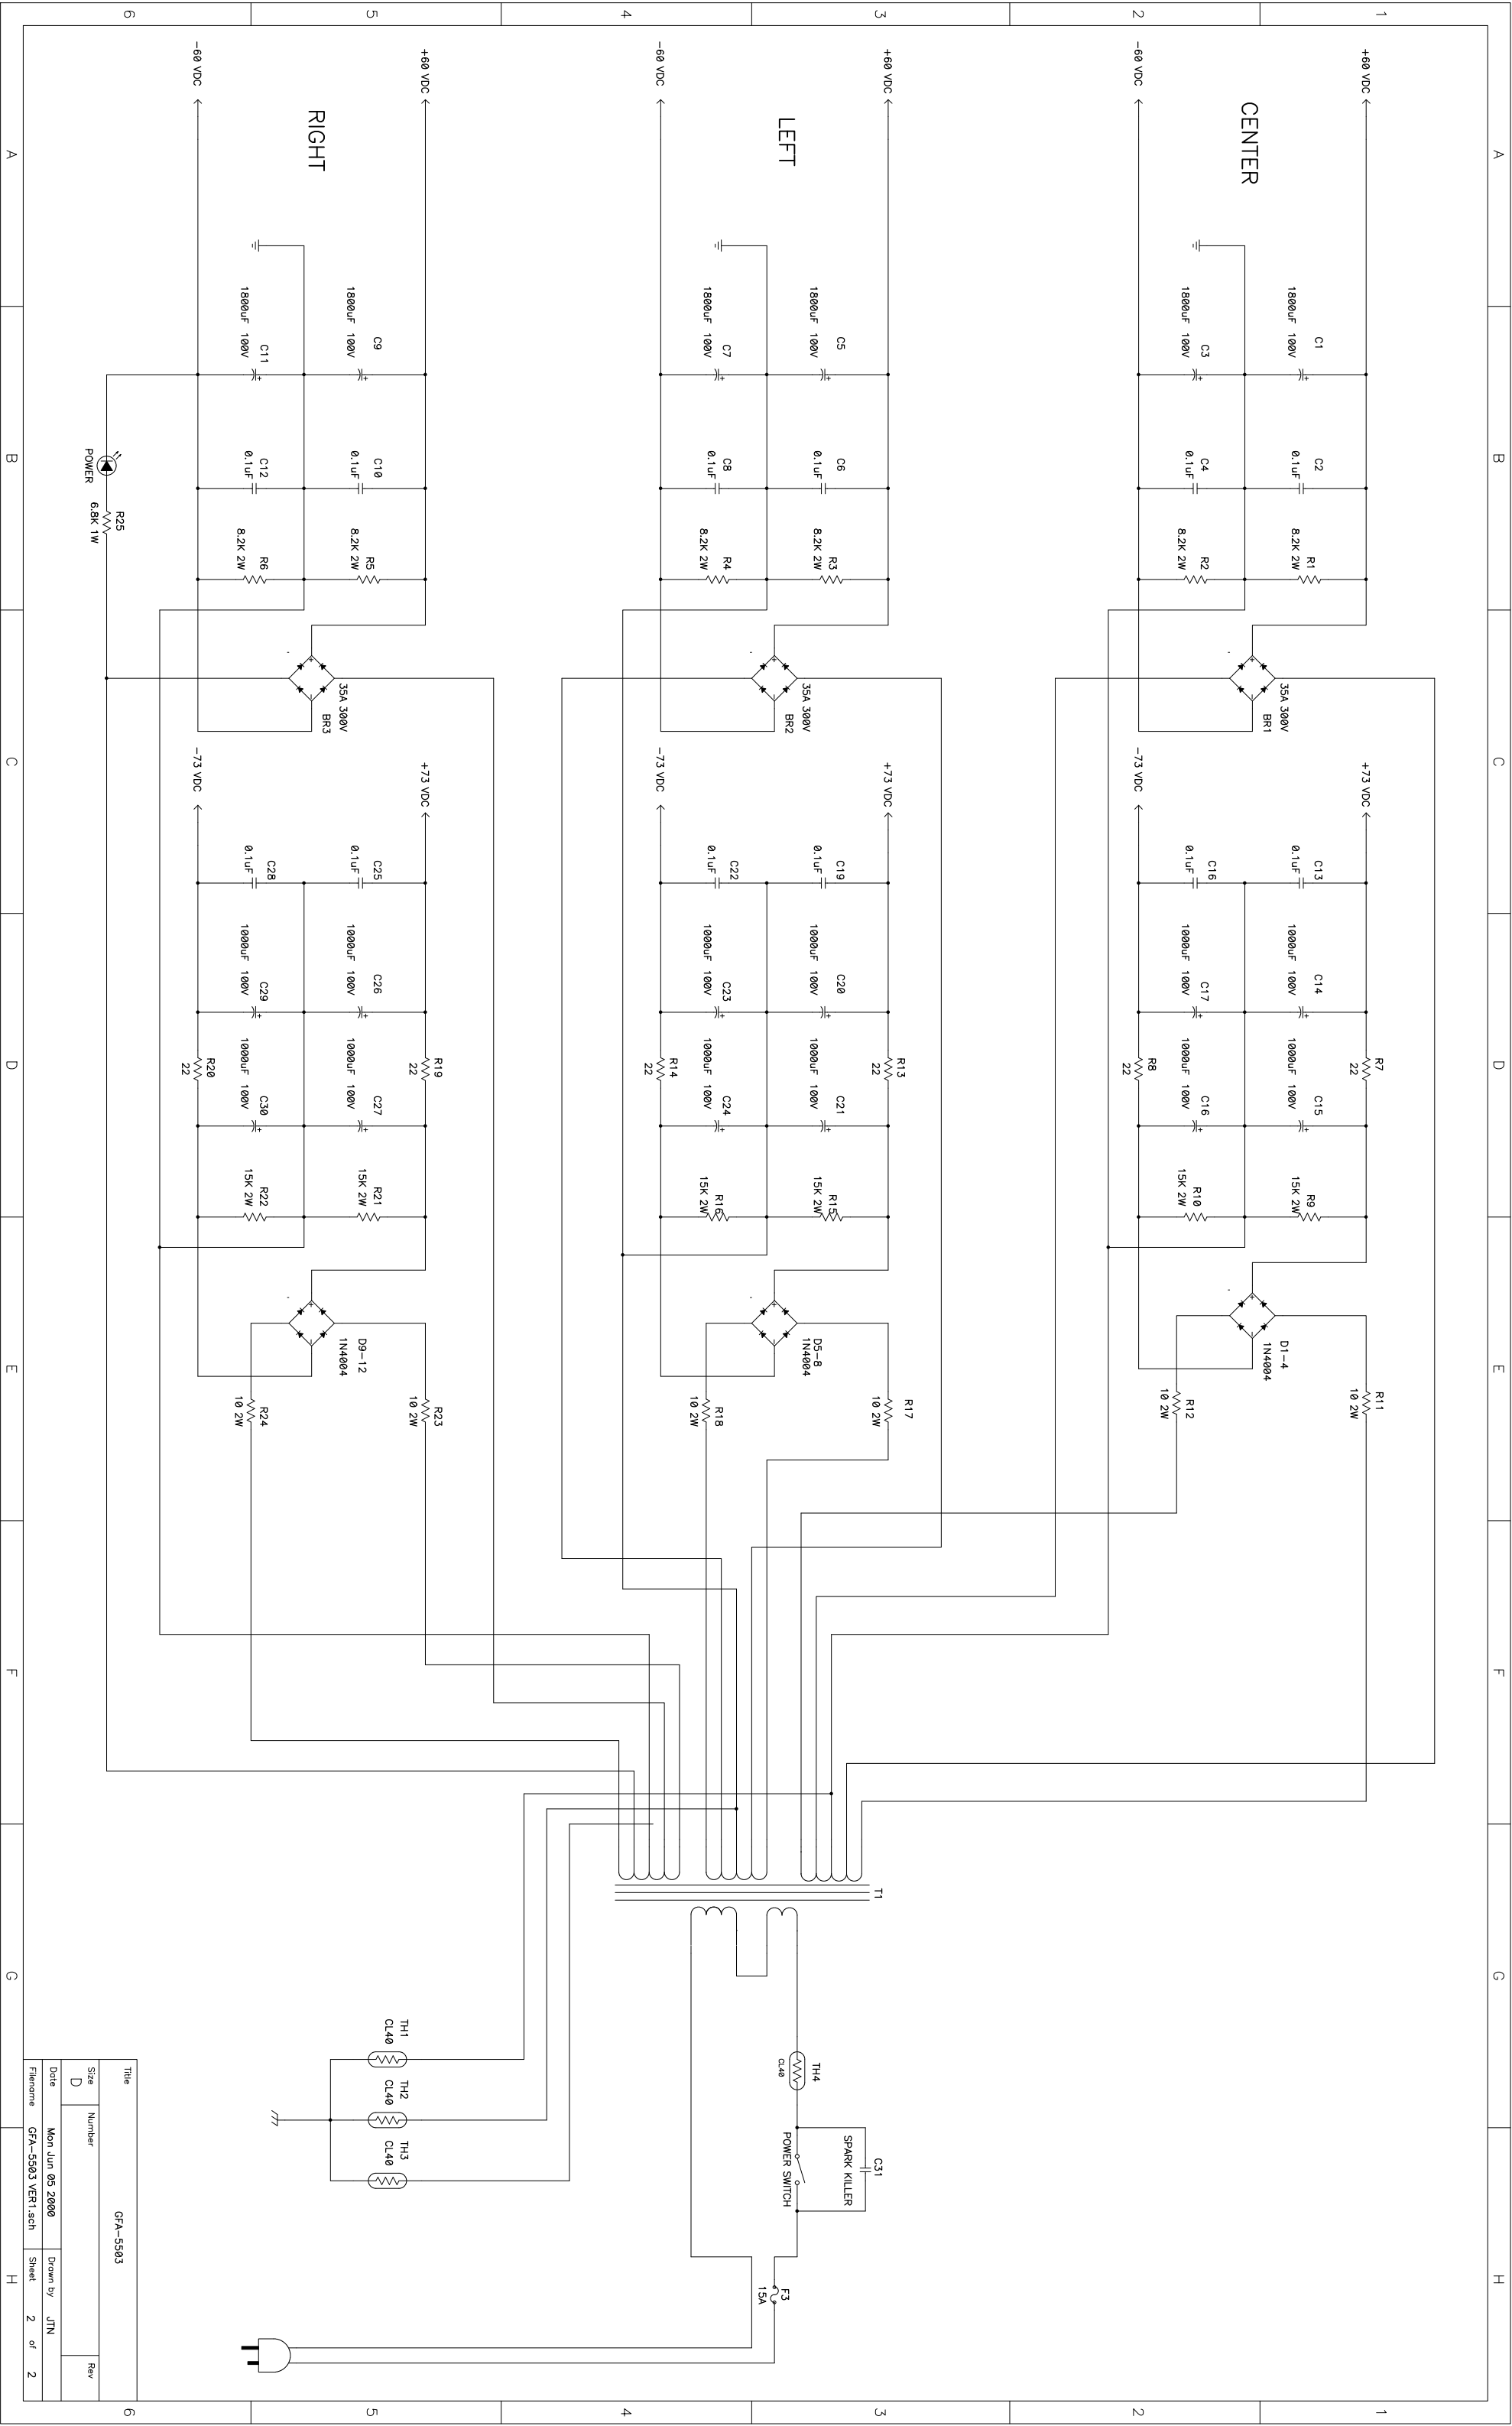 1
2
3
4
5
6
A
B
C
D
E
F
G
H
A
B
C
D
E
F
G
H
1
2
3
4
5
6
CENTER
+60 VDC
-60 VDC
C1
1800uF 100V
C3
1800uF 100V
C2
0.1uF
C4
0.1uF
R1
8.2K 2W
R2
8.2K 2W
35A 300V
BR1
+73 VDC
-73 VDC
C13
0.1uF
C16
0.1uF
C14
1000uF 100V
C17
1000uF 100V
R7
22
R8
22
C15
1000uF 100V
C16
1000uF 100V
R9
15K 2W
R10
15K 2W
D1-4
1N4004
R11
10 2W
R12
10 2W
LEFT
+60 VDC
-60 VDC
C5
1800uF 100V
C7
1800uF 100V
C6
0.1uF
C8
0.1uF
R3
8.2K 2W
R4
8.2K 2W
35A 300V
BR2
+73 VDC
-73 VDC
C19
0.1uF
C22
0.1uF
C20
1000uF 100V
C23
1000uF 100V
R13
22
R14
22
C21
1000uF 100V
C24
1000uF 100V
R15
15K 2W
R16
15K 2W
D5-8
1N4004
R17
10 2W
R18
10 2W
RIGHT
+60 VDC
-60 VDC
C9
1800uF 100V
C11
1800uF 100V
C10
0.1uF
C12
0.1uF
R5
8.2K 2W
R6
8.2K 2W
POWER
R25
6.8K 1W
35A 300V
BR3
+73 VDC
-73 VDC
C25
0.1uF
C28
0.1uF
C26
1000uF 100V
C29
1000uF 100V
R19
22
R20
22
C27
1000uF 100V
C30
1000uF 100V
R21
15K 2W
R22
15K 2W
D9-12
1N4004
R23
10 2W
R24
10 2W
T1
TH4
CL40
C31
SPARK KILLER
POWER SWITCH
F3
15A
TH1
CL40
TH2
CL40
TH3
CL40
Title
GFA-5503
Size
D
Number
Rev
Date
Mon Jun 05 2000
Drawn by
JTN
Filename
GFA-5503 VER1.sch
Sheet
2 of 2